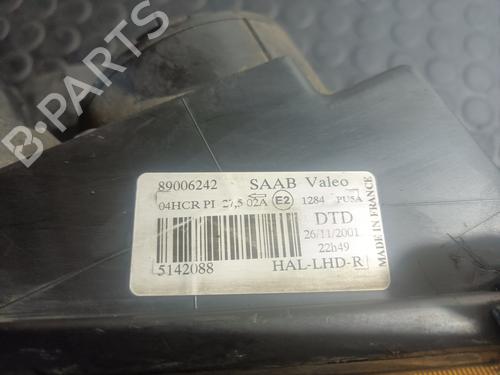 B-PARTS
89006242 SAAB Valeo
04HCR PI 27,5 02A E2 1284 PU5A
DTD
26/11/2001
22h49
5142088 HAL-LHD-R
MADE IN FRANCE